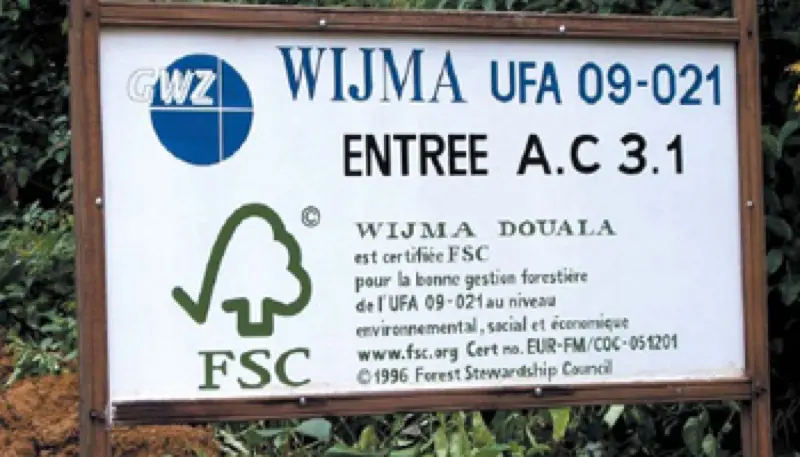 GWZ
WIJMA UFA 09-021
ENTREE A.C 3.1
©
WIJMA DOUALA
est certifiée FSC
pour la bonne gestion forestière
de l'UFA 09-021 au niveau
environnemental, social et économique
www.fsc.org Cert no. EUR-FM/COC-051201
©1996 Forest Stewardship Council
FSC